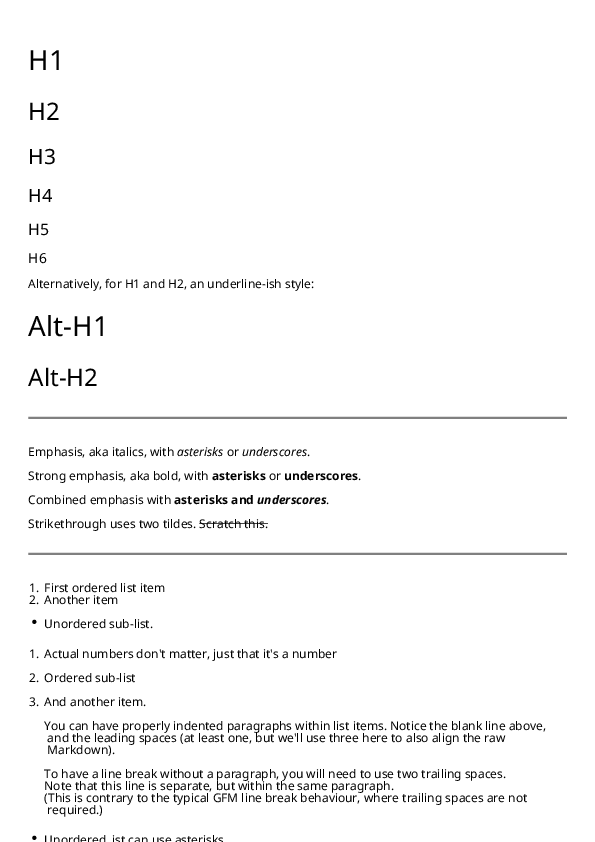 H1
H2
H3
H4
H5
H6
Alternatively, for H1 and H2, an underline-ish style:
Alt-H1
Alt-H2
Emphasis, aka italics, with asterisks or underscores.
Strong emphasis, aka bold, with asterisks or underscores.
Combined emphasis with asterisks and underscores.
Strikethrough uses two tildes. Scratch this.
1. First ordered list item
2. Another item
• Unordered sub-list.
1. Actual numbers don't matter, just that it's a number
2. Ordered sub-list
3. And another item.
You can have properly indented paragraphs within list items. Notice the blank line above,
and the leading spaces (at least one, but we'll use three here to also align the raw
Markdown).
To have a line break without a paragraph, you will need to use two trailing spaces.
Note that this line is separate, but within the same paragraph.
(This is contrary to the typical GFM line break behaviour, where trailing spaces are not
required.)
• Unordered ist can use asterisks